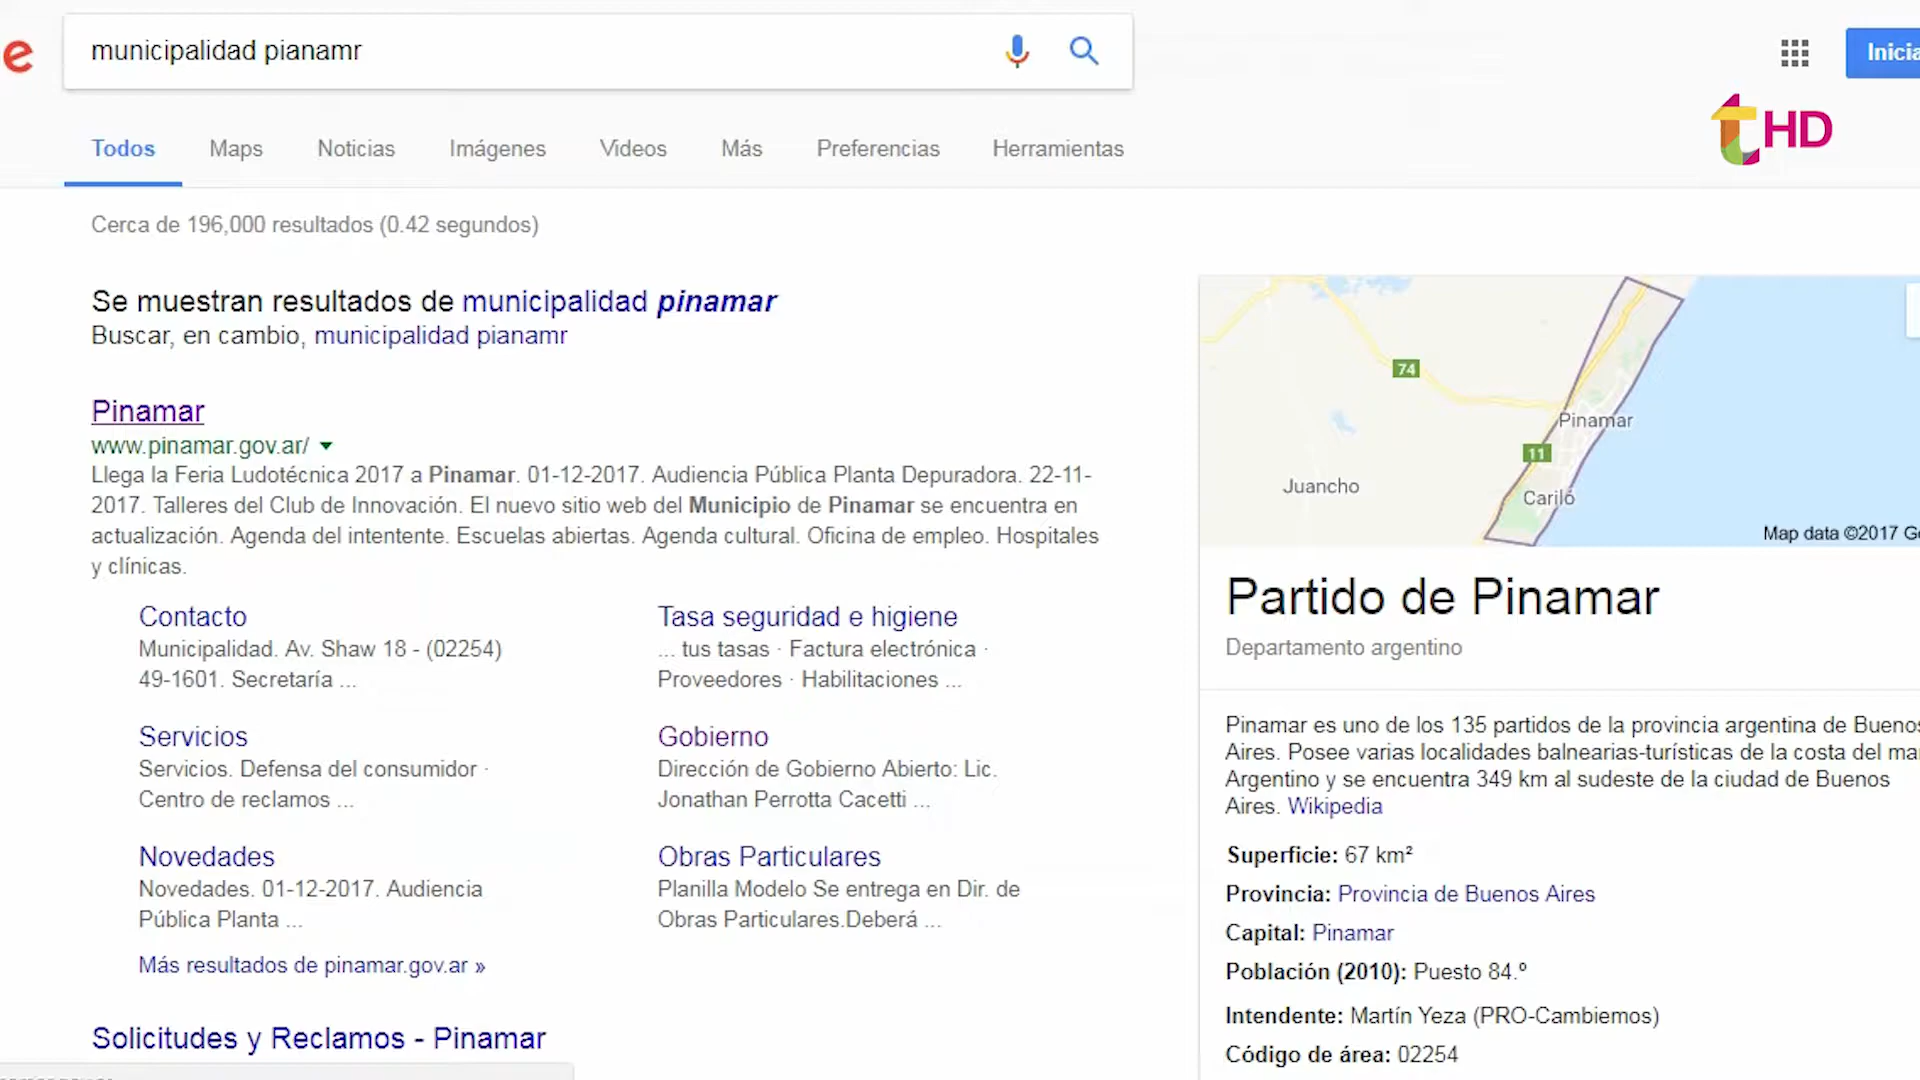 e
municipalidad pianamr
Inicia
HD
Todos
Maps
Noticias
Imágenes
Videos
Más
Preferencias
Herramientas
Cerca de 196,000 resultados (0.42 segundos)
Se muestran resultados de municipalidad pinamar
Buscar, en cambio, municipalidad pianamr
Pinamar
www.pinamar.gov.ar/
Llega la Feria Ludotécnica 2017 a Pinamar. 01-12-2017. Audiencia Pública Planta Depuradora. 22-11-
2017. Talleres del Club de Innovación. El nuevo sitio web del Municipio de Pinamar se encuentra en
actualización. Agenda del intentente. Escuelas abiertas. Agenda cultural. Oficina de empleo. Hospitales
y clínicas.
Contacto
Municipalidad. Av. Shaw 18 - (02254)
49-1601. Secretaría ...
Tasa seguridad e higiene
... tus tasas · Factura electrónica ·
Proveedores · Habilitaciones ...
Servicios
Servicios. Defensa del consumidor ·
Centro de reclamos ...
Gobierno
Dirección de Gobierno Abierto: Lic.
Jonathan Perrotta Cacetti ...
Novedades
Novedades. 01-12-2017. Audiencia
Pública Planta ...
Obras Particulares
Planilla Modelo Se entrega en Dir. de
Obras Particulares.Deberá ...
Más resultados de pinamar.gov.ar »
Solicitudes y Reclamos - Pinamar
74
Pinamar
11
Juancho
Cariló
Map data ©2017 Go
Partido de Pinamar
Departamento argentino
Pinamar es uno de los 135 partidos de la provincia argentina de Buenos
Aires. Posee varias localidades balnearias-turísticas de la costa del mar
Argentino y se encuentra 349 km al sudeste de la ciudad de Buenos
Aires. Wikipedia
Superficie: 67 km²
Provincia: Provincia de Buenos Aires
Capital: Pinamar
Población (2010): Puesto 84.º
Intendente: Martín Yeza (PRO-Cambiemos)
Código de área: 02254